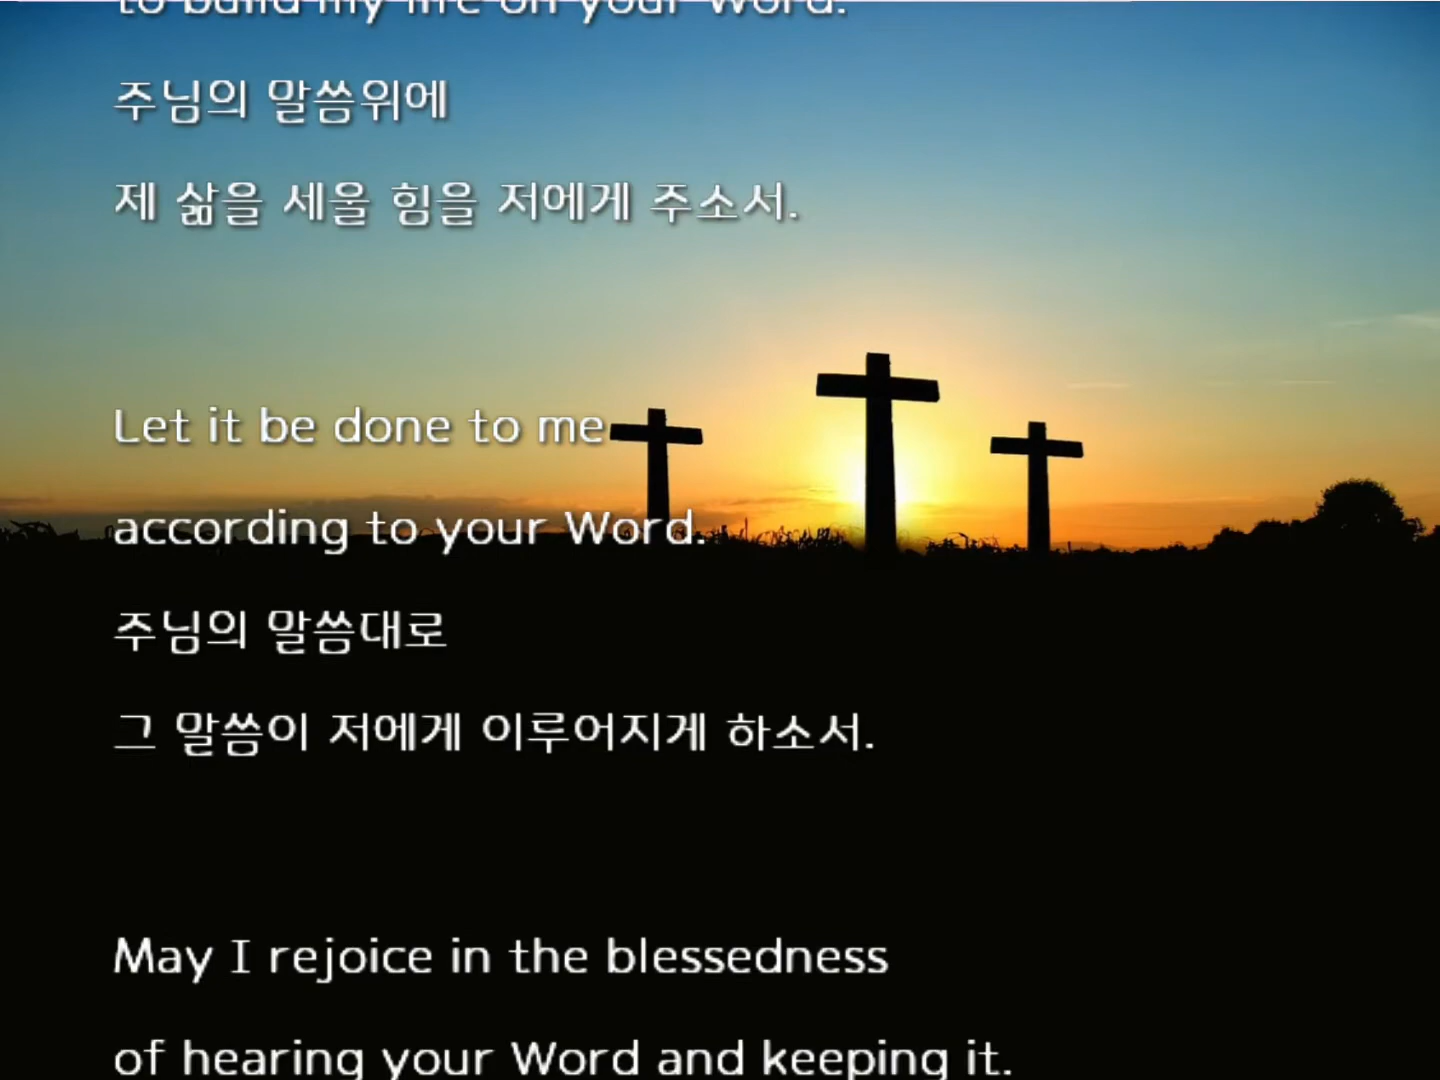 to build my life on your Word.
주님의 말씀위에
제 삶을 세울 힘을 저에게 주소서.
Let it be done to me
according to your Word.
주님의 말씀대로
그 말씀이 저에게 이루어지게 하소서.
May I rejoice in the blessedness
of hearing your Word and keeping it.